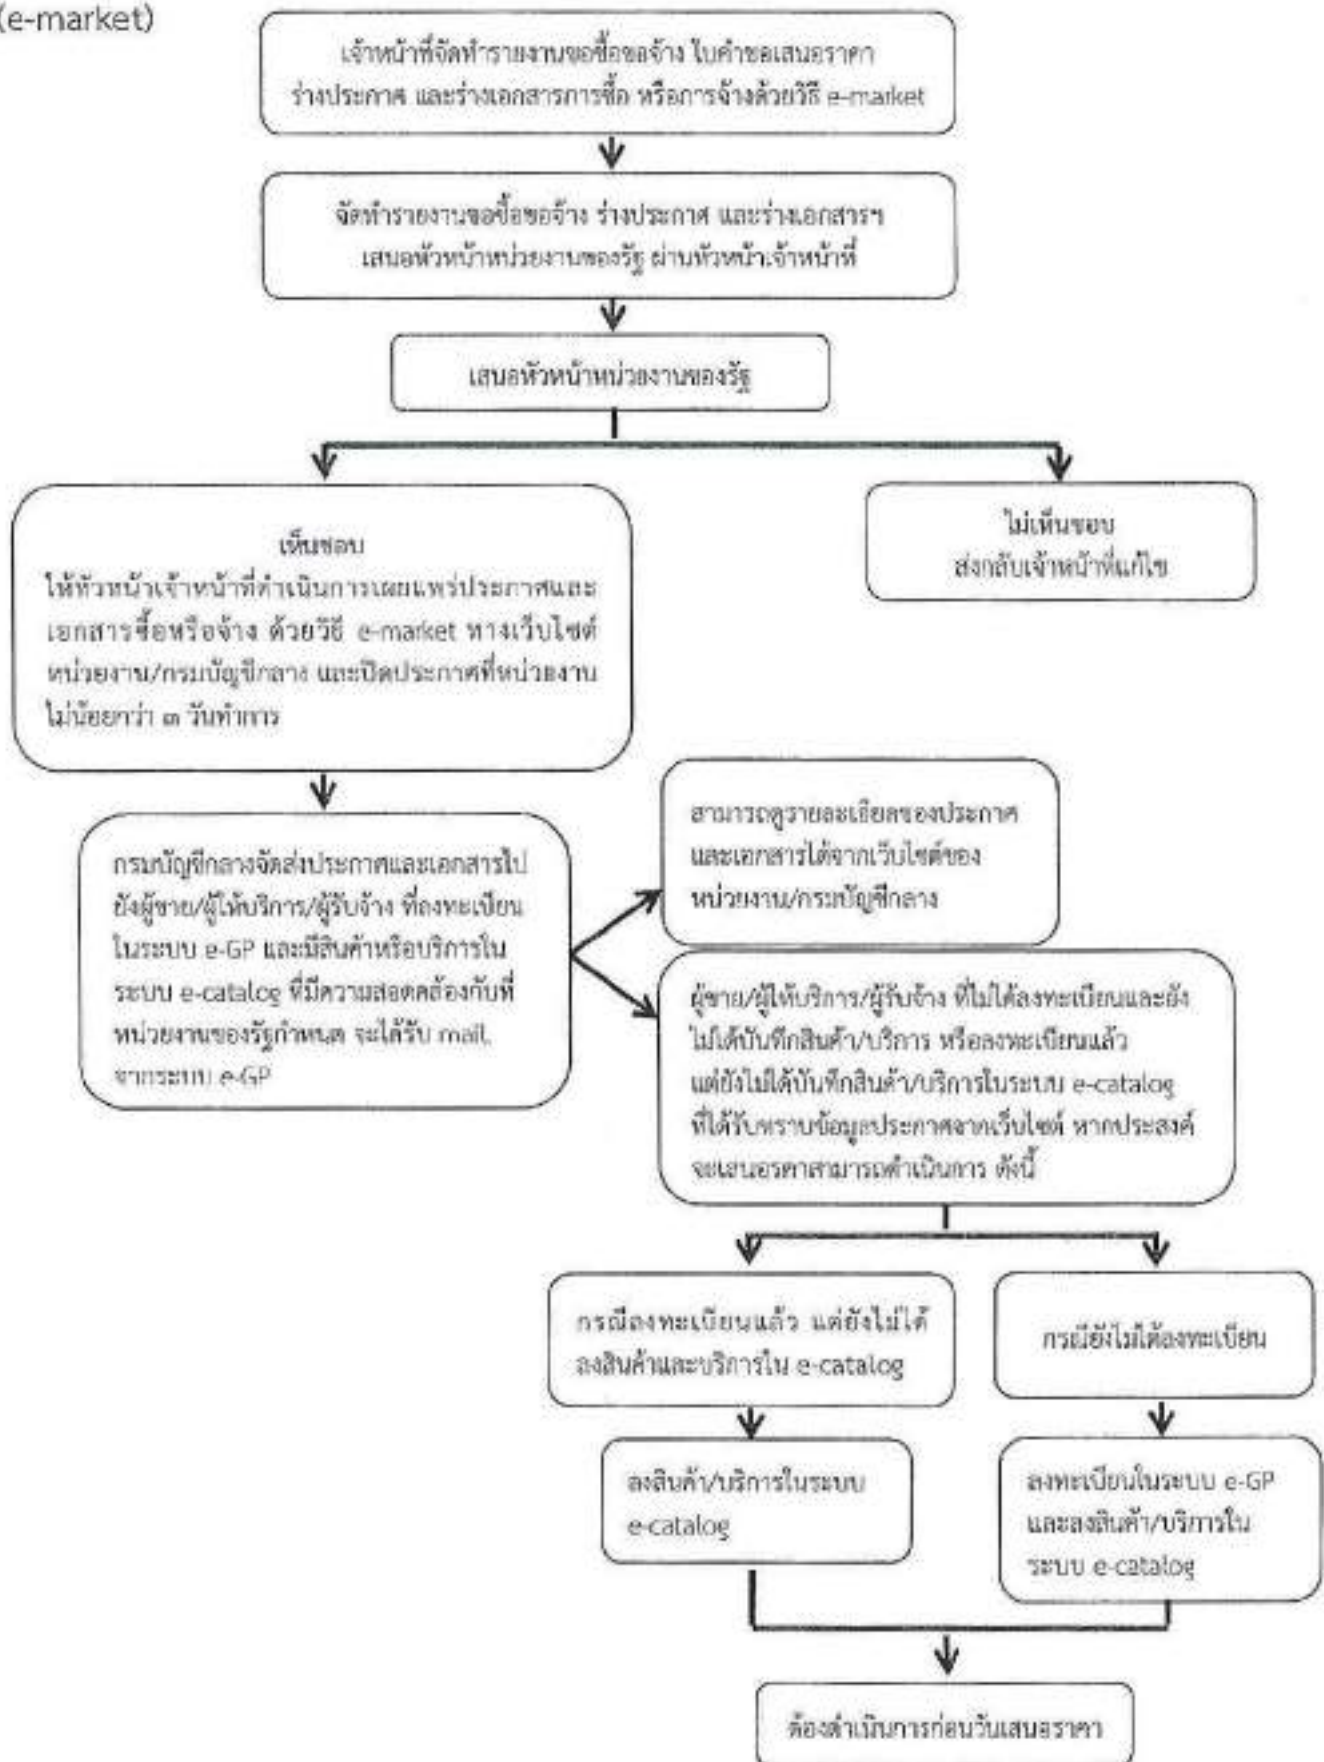 (e-market)
เจ้าหน้าที่จัดทำรายงานขอซื้อขอจ้าง ใบคำขอเสนอราคา
ร่างประกาศ และร่างเอกสารการซื้อ หรือการจ้างด้วยวิธี e-market
จัดทำรายงานขอซื้อขอจ้าง ร่างประกาศ และร่างเอกสารฯ
เสนอหัวหน้าหน่วยงานของรัฐ ผ่านหัวหน้าเจ้าหน้าที่
เสนอหัวหน้าหน่วยงานของรัฐ
เห็นชอบ
ให้หัวหน้าเจ้าหน้าที่ดำเนินการเผยแพร่ประกาศและ
เอกสารซื้อหรือจ้าง ด้วยวิธี e-market ทางเว็บไซต์
หน่วยงาน/กรมบัญชีกลาง และปิดประกาศที่หน่วยงาน
ไม่น้อยกว่า ๓ วันทำการ
ไม่เห็นชอบ
ส่งกลับเจ้าหน้าที่แก้ไข
กรมบัญชีกลางจัดส่งประกาศและเอกสารไป
ยังผู้ขาย/ผู้ให้บริการ/ผู้รับจ้าง ที่ลงทะเบียน
ในระบบ e-GP และมีสินค้าหรือบริการใน
ระบบ e-catalog ที่มีความสอดคล้องกับที่
หน่วยงานของรัฐกำหนด จะได้รับ mail
จากระบบ e-GP
สามารถดูรายละเอียดของประกาศ
และเอกสารได้จากเว็บไซต์ของ
หน่วยงาน/กรมบัญชีกลาง
ผู้ขาย/ผู้ให้บริการ/ผู้รับจ้าง ที่ไม่ได้ลงทะเบียนและยัง
ไม่ได้บันทึกสินค้า/บริการ หรือลงทะเบียนแล้ว
แต่ยังไม่ได้บันทึกสินค้า/บริการในระบบ e-catalog
ที่ได้รับทราบข้อมูลประกาศจากเว็บไซต์ หากประสงค์
จะเสนอรคาสามารถดำเนินการ ดังนี้
กรณีลงทะเบียนแล้ว แต่ยังไม่ได้
ลงสินค้าและบริการใน e-catalog
กรณียังไม่ได้ลงทะเบียน
ลงสินค้า/บริการในระบบ
e-catalog
ลงทะเบียนในระบบ e-GP
และลงสินค้า/บริการใน
ระบบ e-catalog
ต้องดำเนินการก่อนวันเสนอราคา